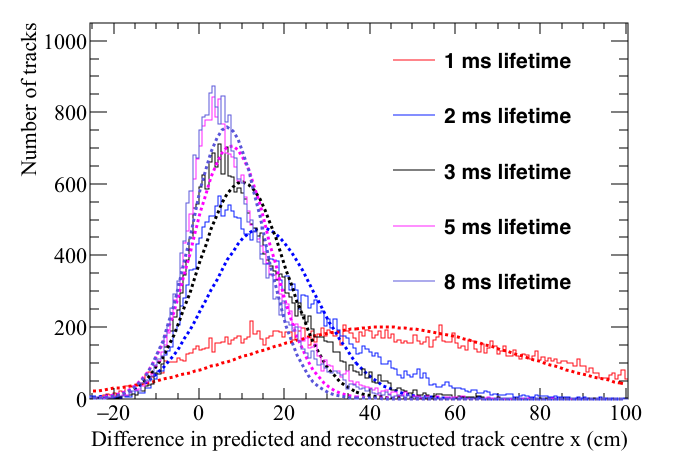 Number of tracks
1000
800
600
400
200
0
1 ms lifetime
2 ms lifetime
3 ms lifetime
5 ms lifetime
8 ms lifetime
−20 0 20 40 60 80 100
Difference in predicted and reconstructed track centre x (cm)